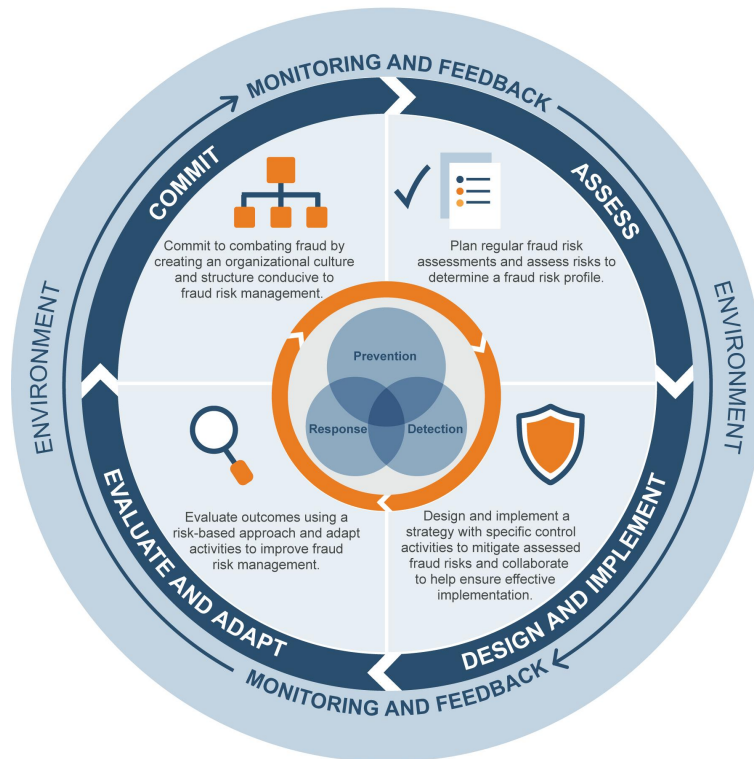 MONITORING AND FEEDBACK
COMMIT
ASSESS
Commit to combating fraud by
creating an organizational culture
and structure conducive to
fraud risk management.
Plan regular fraud risk
assessments and assess risks to
determine a fraud risk profile.
ENVIRONMENT
ENVIRONMENT
Prevention
Response
Detection
Evaluate outcomes using a
risk-based approach and adapt
activities to improve fraud
risk management.
Design and implement a
strategy with specific control
activities to mitigate assessed
fraud risks and collaborate
to help ensure effective
implementation.
EVALUATE AND ADAPT
DESIGN AND IMPLEMENT
MONITORING AND FEEDBACK